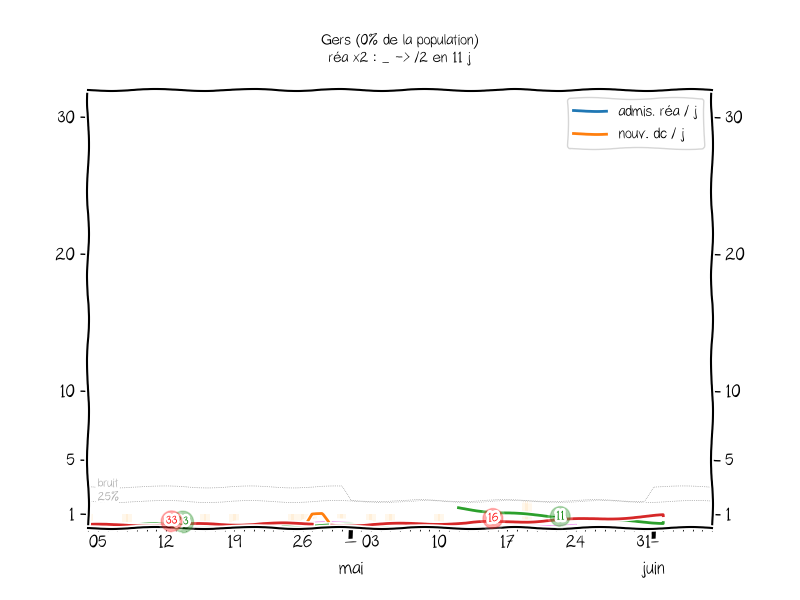 Gers (0% de la population)
réa x2 : _ -> /2 en 11 j
admis. réa / j
nouv. dc / j
30 30
20 20
10 10
5 5
1 1
bruit
25%
33 3 16 11
05 12 19 26 03 10 17 24 31
mai juin